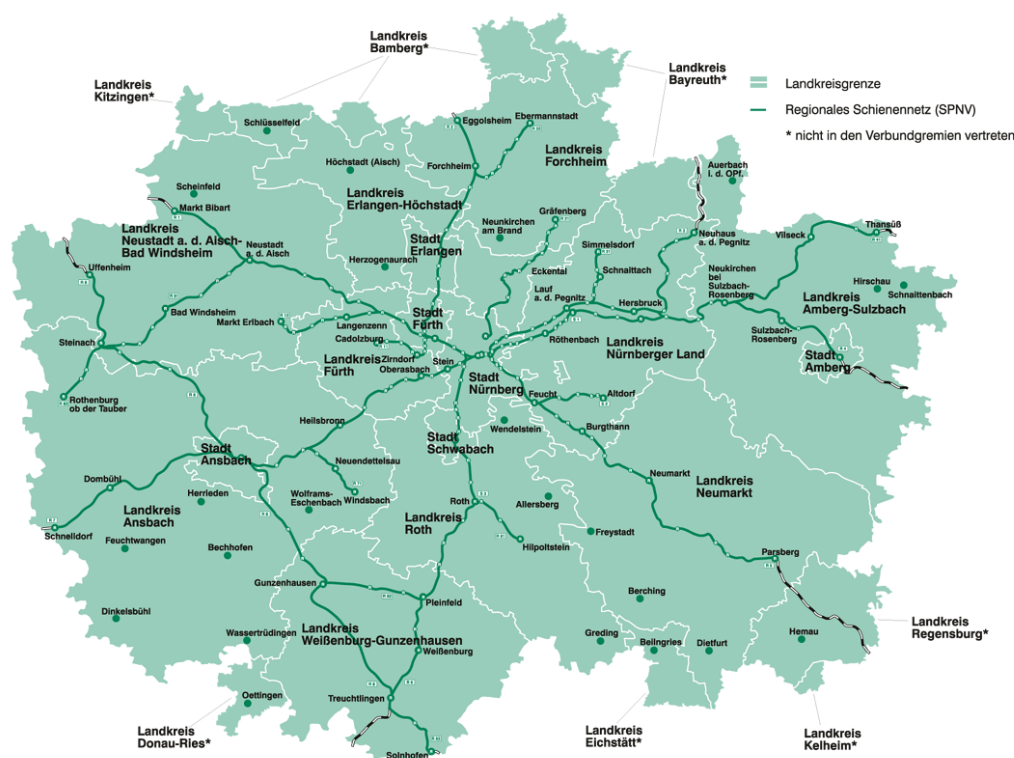 Landkreis
Bamberg*
Landkreis
Bayreuth*
Landkreis
Kitzingen*
Landkreisgrenze
Regionales Schienennetz (SPNV)
* nicht in den Verbundgremien vertreten
Schlüsselfeld
Eggolsheim
Ebermannstadt
Forchheim
Landkreis
Forchheim
Höchstadt (Aisch)
Auerbach
i. d. OPf.
Scheinfeld
Markt Bibart
Landkreis
Erlangen-Höchstadt
Neunkirchen
am Brand
Gräfenberg
Landkreis
Neustadt a. d. Aisch-
Bad Windsheim
Neustadt
a. d. Aisch
Stadt
Erlangen
Simmelsdorf
Neuhaus
a. d. Pegnitz
Vilseck
Thansüß
Uffenheim
Herzogenaurach
Eckental
Schnaittach
Neukirchen
bei
Sulzbach-
Rosenberg
Hirschau
Schnaittenbach
Lauf
a. d. Pegnitz
Hersbruck
Landkreis
Amberg-Sulzbach
Bad Windsheim
Markt Erlbach
Langenzenn
Cadolzburg
Stadt
Fürth
Röthenbach
Landkreis
Nürnberger Land
Sulzbach-
Rosenberg
Steinach
Landkreis
Fürth
Zirndorf
Oberasbach
Stein
Stadt
Nürnberg
Stadt
Amberg
Rothenburg
ob der Tauber
Feucht
Altdorf
Heilsbronn
Wendelstein
Burgthann
Stadt
Schwabach
Stadt
Ansbach
Neuendettelsau
Neumarkt
Landkreis
Neumarkt
Dombühl
Herrieden
Wolframs-
Eschenbach
Windsbach
Roth
Allersberg
Landkreis
Ansbach
Landkreis
Roth
Schnelldorf
Feuchtwangen
Bechhofen
Hilpoltstein
Freystadt
Parsberg
Gunzenhausen
Pleinfeld
Berching
Dinkelsbühl
Wassertrüdingen
Landkreis
Weißenburg-Gunzenhausen
Weißenburg
Greding
Beilngries
Dietfurt
Hemau
Landkreis
Regensburg*
Oettingen
Treuchtlingen
Landkreis
Donau-Ries*
Solnhofen
Landkreis
Eichstätt*
Landkreis
Kelheim*